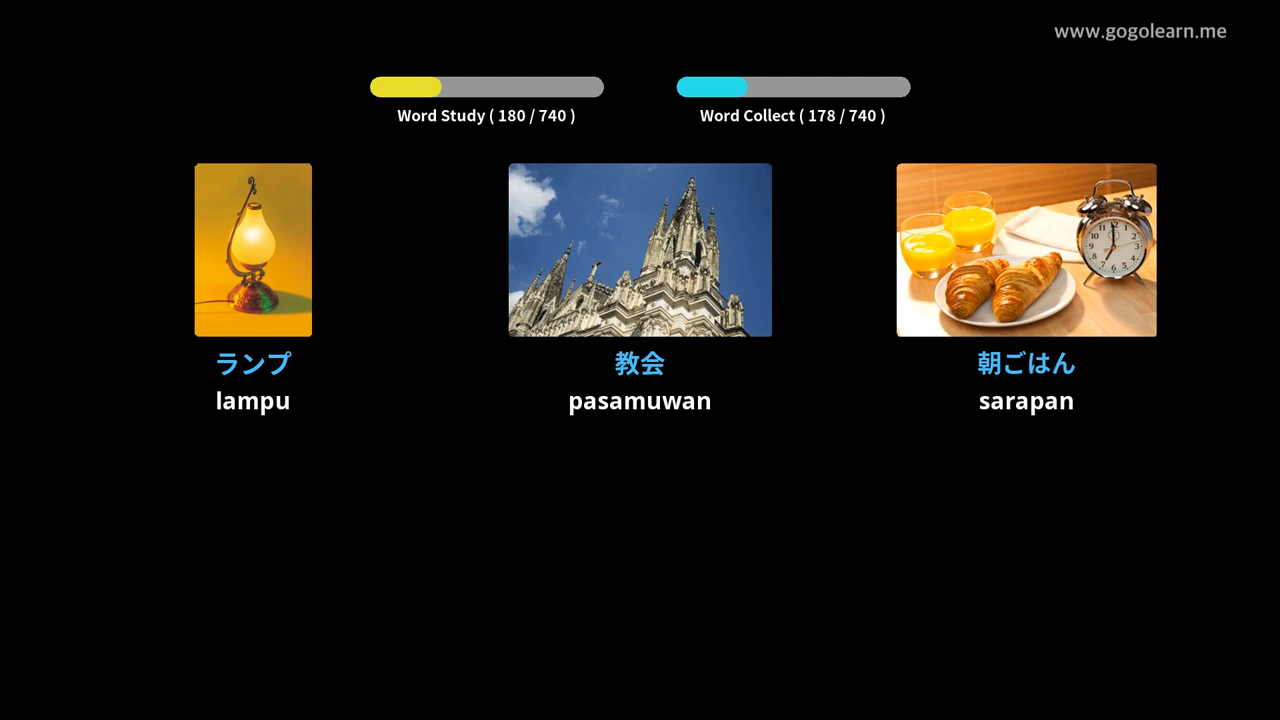 www.gogolearn.me
Word Study ( 180 / 740 )
Word Collect ( 178 / 740 )
ランプ
lampu
教会
pasamuwan
朝ごはん
sarapan